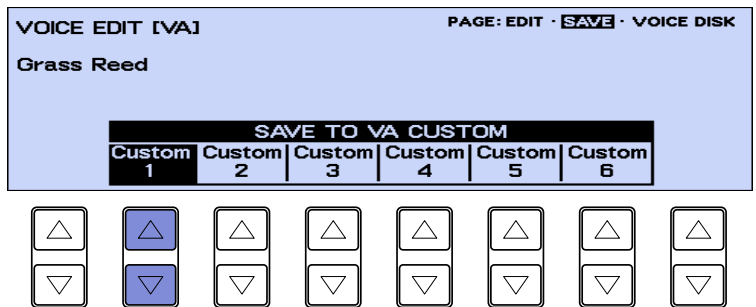 VOICE EDIT [VA]
PAGE: EDIT · SAVE · VOICE DISK
Grass Reed
SAVE TO VA CUSTOM
Custom 1 Custom 2 Custom 3 Custom 4 Custom 5 Custom 6